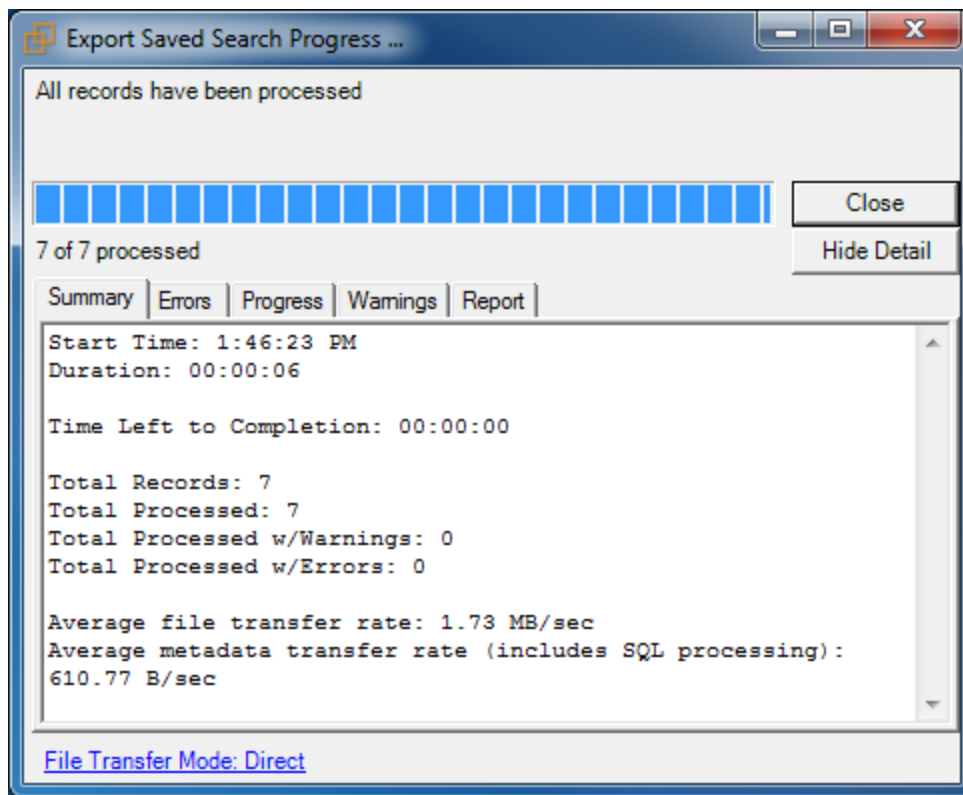 Export Saved Search Progress ...
All records have been processed
Close
7 of 7 processed
Hide Detail
Summary Errors Progress Warnings Report
Start Time: 1:46:23 PM
Duration: 00:00:06
Time Left to Completion: 00:00:00
Total Records: 7
Total Processed: 7
Total Processed w/Warnings: 0
Total Processed w/Errors: 0
Average file transfer rate: 1.73 MB/sec
Average metadata transfer rate (includes SQL processing):
610.77 B/sec
File Transfer Mode: Direct